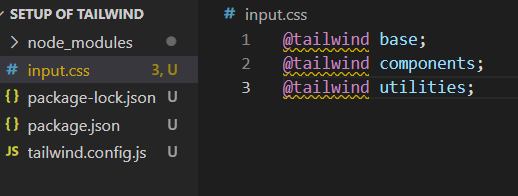 SETUP OF TAILWIND
node_modules
# input.css 3, U
{} package-lock.json U
{} package.json U
JS tailwind.config.js U
# input.css
1 @tailwind base;
2 @tailwind components;
3 @tailwind utilities;